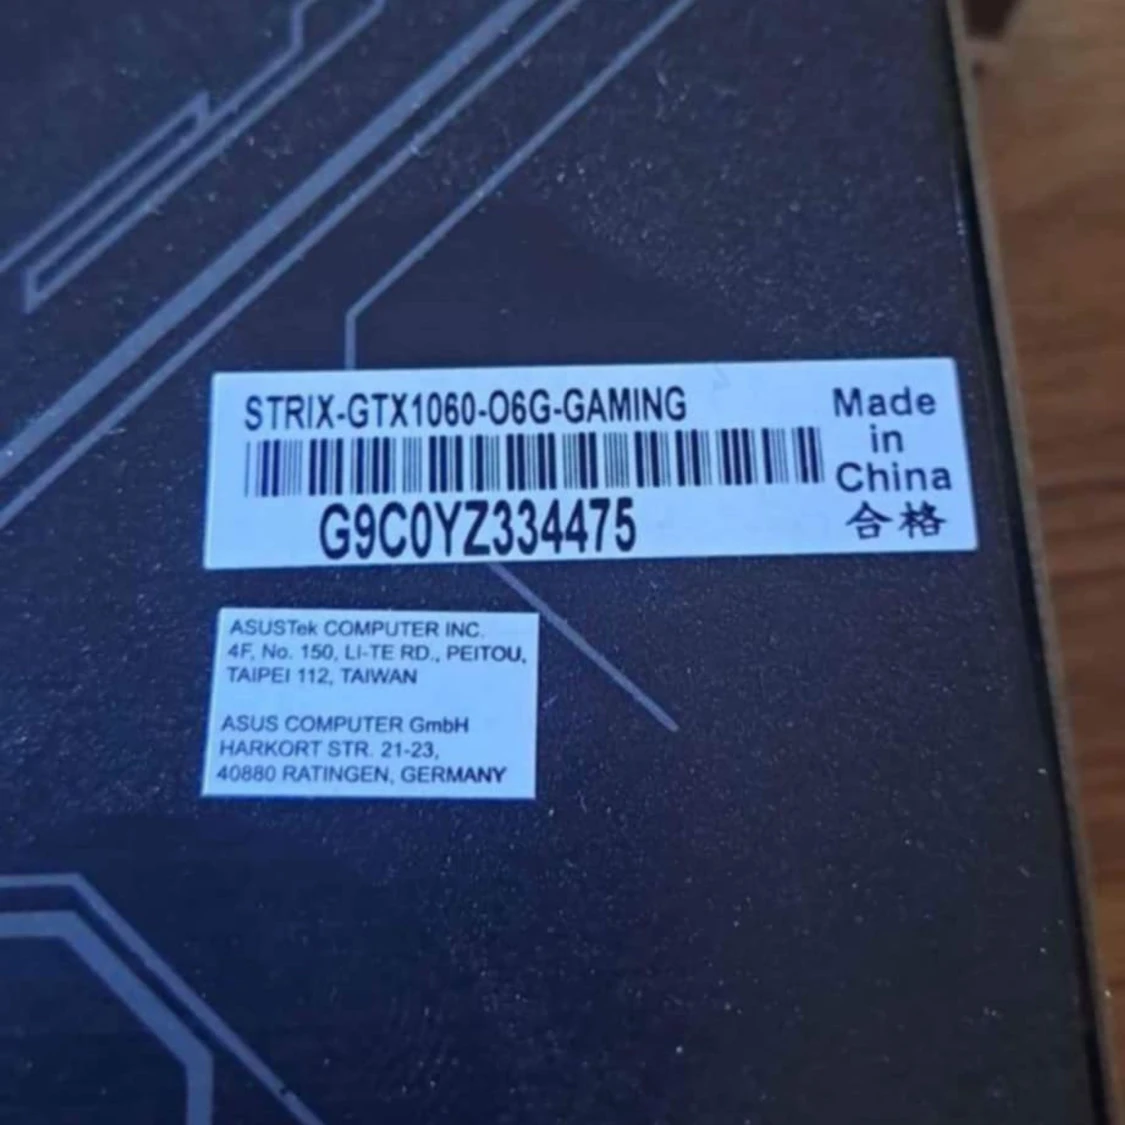 STRIX-GTX1060-O6G-GAMING
G9C0YZ334475
Made
in
China
合格
ASUSTek COMPUTER INC.
4F, No. 150, LI-TE RD., PEITOU,
TAIPEI 112, TAIWAN
ASUS COMPUTER GmbH
HARKORT STR. 21-23,
40880 RATINGEN, GERMANY